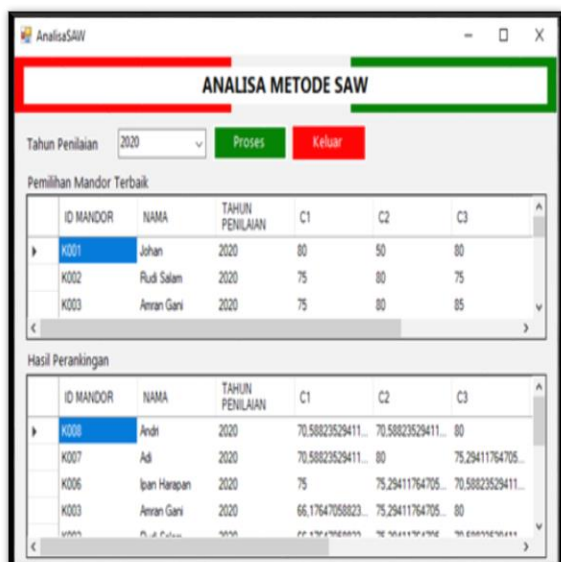 AnalisaSAW
ANALISA METODE SAW
Tahun Penilaian 2020 Proses Keluar
Pemilihan Mandor Terbaik
ID MANDOR NAMA TAHUN PENILAIAN C1 C2 C3
K001 Johan 2020 80 50 80
K002 Rudi Salam 2020 75 80 75
K003 Amran Gani 2020 75 80 85
Hasil Perankingan
ID MANDOR NAMA TAHUN PENILAIAN C1 C2 C3
K008 Andri 2020 70,58823529411... 70,58823529411... 80
K007 Adi 2020 70,58823529411... 80 75,29411764705...
K006 Ipan Harapan 2020 75 75,29411764705... 70,58823529411...
K003 Amran Gani 2020 66,17647058823... 75,29411764705... 80